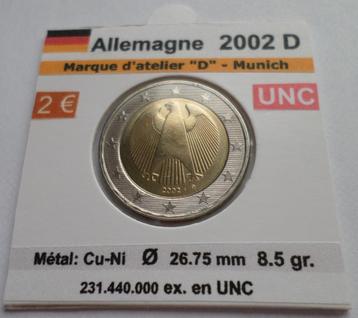 Allemagne 2002 D
Marque d'atelier "D" - Munich
2 €
UNC
2002
Métal: Cu-Ni Ø 26.75 mm 8.5 gr.
231.440.000 ex. en UNC